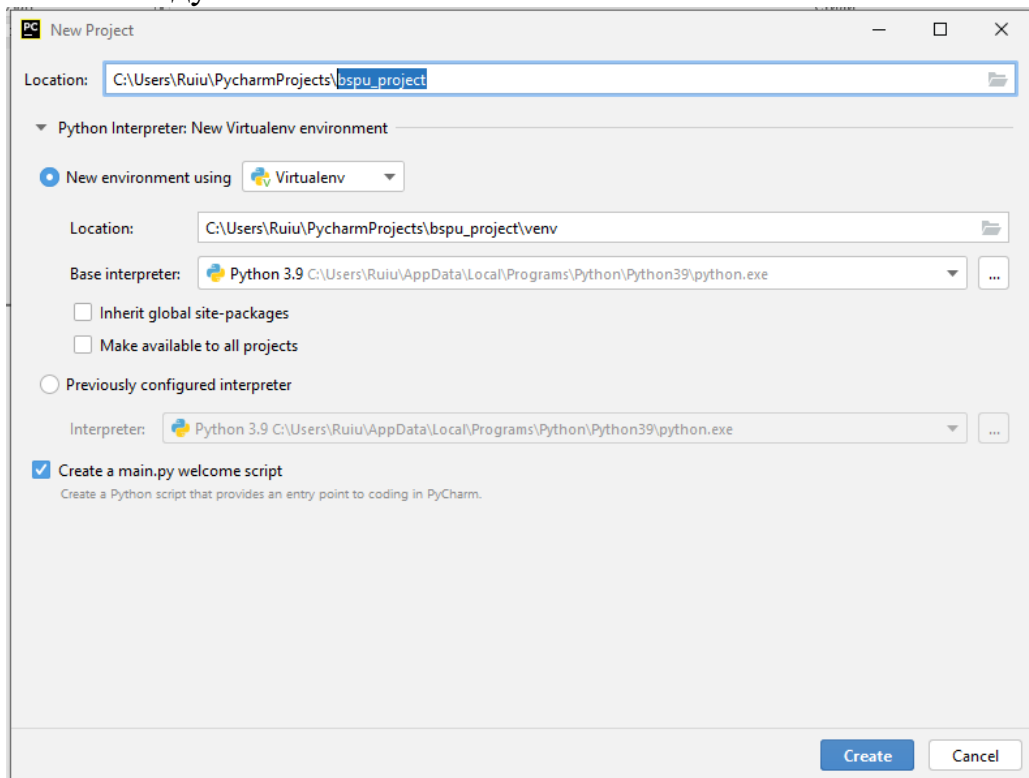 New Project
Location: C:\Users\Ruiu\PycharmProjects\bspu_project
Python Interpreter: New Virtualenv environment
New environment using Virtualenv
Location: C:\Users\Ruiu\PycharmProjects\bspu_project\venv
Base interpreter: Python 3.9 C:\Users\Ruiu\AppData\Local\Programs\Python\Python39\python.exe ...
Inherit global site-packages
Make available to all projects
Previously configured interpreter
Interpreter: Python 3.9 C:\Users\Ruiu\AppData\Local\Programs\Python\Python39\python.exe ...
Create a main.py welcome script
Create a Python script that provides an entry point to coding in PyCharm.
Create Cancel